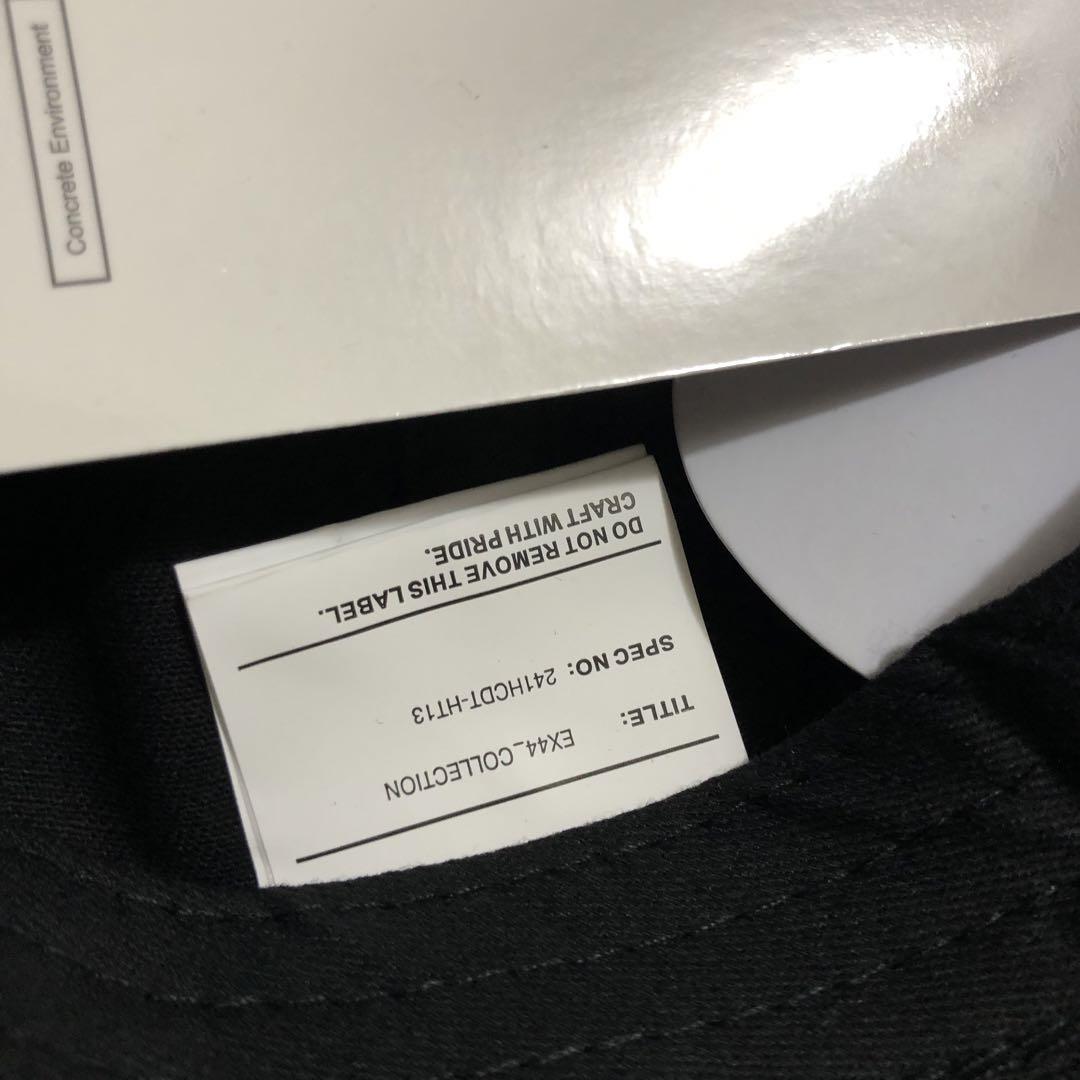 Concrete Environment
TITLE: EX44_COLLECTION
SPEC NO: 241HCDT-HT13
DO NOT REMOVE THIS LABEL.
CRAFT WITH PRIDE.